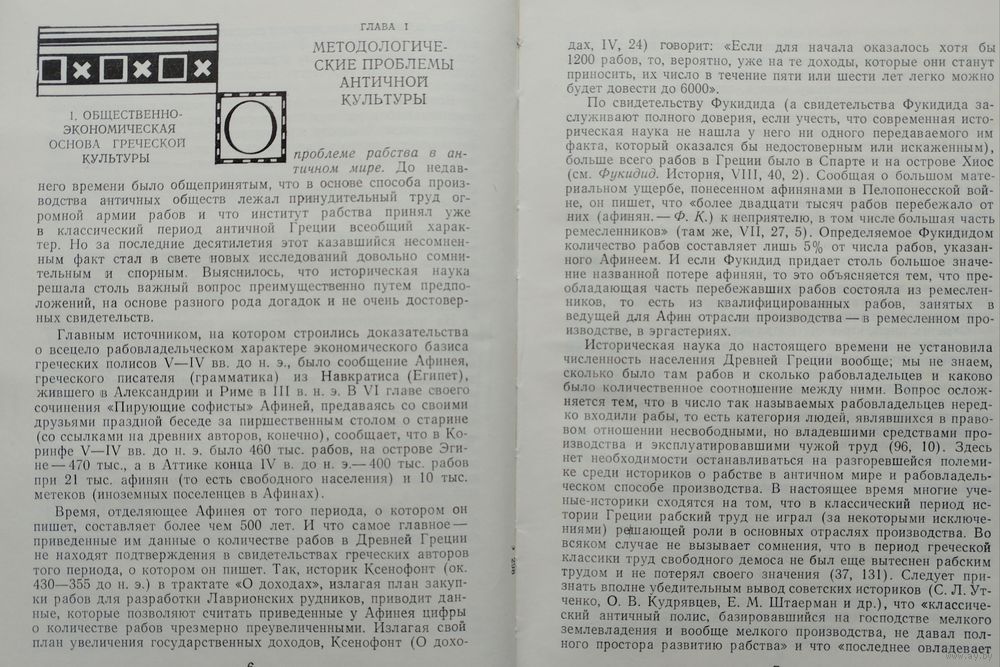 ГЛАВА I
МЕТОДОЛОГИЧЕ-
СКИЕ ПРОБЛЕМЫ
АНТИЧНОЙ
КУЛЬТУРЫ
1. ОБЩЕСТВЕННО-
ЭКОНОМИЧЕСКАЯ
ОСНОВА ГРЕЧЕСКОЙ
КУЛЬТУРЫ
О проблеме рабства в ан-
тичном мире. До недав-
него времени было общепринятым, что в основе способа произ-
водства античных обществ лежал принудительный труд ог-
ромной армии рабов и что институт рабства принял уже
в классический период античной Греции всеобщий харак-
тер. Но за последние десятилетия этот казавшийся несомнен-
ным факт стал в свете новых исследований довольно сомни-
тельным и спорным. Выяснилось, что историческая наука
решала столь важный вопрос преимущественно путем предпо-
ложений, на основе разного рода догадок и не очень достовер-
ных свидетельств.
Главным источником, на котором строились доказательства
о всецело рабовладельческом характере экономического базиса
греческих полисов V—IV вв. до н. э., было сообщение Афинея,
греческого писателя (грамматика) из Навкратиса (Египет),
жившего в Александрии и Риме в III в. н. э. В VI главе своего
сочинения «Пирующие софисты» Афиней, предаваясь со своими
друзьями праздной беседе за пиршественным столом о старине
(со ссылками на древних авторов, конечно), сообщает, что в Ко-
ринфе V—IV вв. до н. э. было 460 тыс. рабов, на острове Эги-
не — 470 тыс., а в Аттике конца IV в. до н. э.— 400 тыс. рабов
при 21 тыс. афинян (то есть свободного населения) и 10 тыс.
метеков (иноземных поселенцев в Афинах).
Время, отделяющее Афинея от того периода, о котором он
пишет, составляет более чем 500 лет. И что самое главное —
приведенные им данные о количестве рабов в Древней Греции
не находят подтверждения в свидетельствах греческих авторов
того периода, о котором он пишет. Так, историк Ксенофонт (ок.
430—355 до н. э.) в трактате «О доходах», излагая план закуп-
ки рабов для разработки Лаврионских рудников, приводит дан-
ные, которые позволяют считать приведенные у Афинея цифры
о количестве рабов чрезмерно преувеличенными. Излагая свой
план увеличения государственных доходов, Ксенофонт (О дохо-
6
дах, IV, 24) говорит: «Если для начала оказалось хотя бы
1200 рабов, то, вероятно, уже на те доходы, которые они станут
приносить, их число в течение пяти или шести лет легко можно
будет довести до 6000».
По свидетельству Фукидида (а свидетельства Фукидида за-
служивают полного доверия, если учесть, что современная исто-
рическая наука не нашла у него ни одного передаваемого им
факта, который оказался бы недостоверным или искаженным),
больше всего рабов в Греции было в Спарте и на острове Хиос
(см. Фукидид. История, VIII, 40, 2). Сообщая о большом мате-
риальном ущербе, понесенном афинянами в Пелопонесской вой-
не, он пишет, что «более двадцати тысяч рабов перебежало от
них (афинян.— Ф. К.) к неприятелю, в том числе большая часть
ремесленников» (там же, VII, 27, 5). Определяемое Фукидидом
количество рабов составляет лишь 5% от числа рабов, указан-
ного Афинеем. И если Фукидид придает столь большое значе-
ние названной потере афинян, то это объясняется тем, что пре-
обладающая часть перебежавших рабов состояла из ремеслен-
ников, то есть из квалифицированных рабов, занятых в
ведущей для Афин отрасли производства — в ремесленном про-
изводстве, в эргастериях.
Историческая наука до настоящего времени не установила
численность населения Древней Греции вообще; мы не знаем,
сколько было там рабов и сколько рабовладельцев и каково
было количественное соотношение между ними. Вопрос ослож-
няется тем, что в число так называемых рабовладельцев неред-
ко входили рабы, то есть категория людей, являвшихся в право-
вом отношении несвободными, но владевшими средствами про-
изводства и эксплуатировавшими чужой труд (96, 10). Здесь
нет необходимости останавливаться на разгоревшейся полеми-
ке среди историков о рабстве в античном мире и рабовладель-
ческом способе производства. В настоящее время многие уче-
ные-историки сходятся на том, что в классический период ис-
тории Греции рабский труд не играл (за некоторыми исключе-
ниями) решающей роли в основных отраслях производства. Во
всяком случае не вызывает сомнения, что в период греческой
классики труд свободного демоса не был еще вытеснен рабским
трудом и не потерял своего значения (37, 131). Следует при-
знать вполне убедительным вывод советских историков (С. Л. Ут-
ченко, О. В. Кудрявцев, Е. М. Штаерман и др.), что «классиче-
ский античный полис, базировавшийся на господстве мелкого
землевладения и вообще мелкого производства, не давал пол-
ного простора развитию рабства» и что «последнее овладевает
www.ay.by